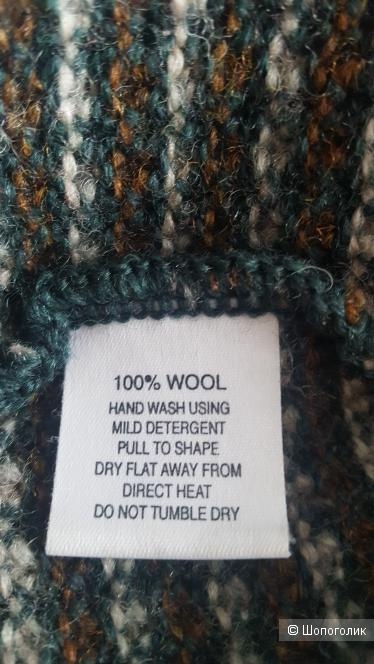 100% WOOL
HAND WASH USING
MILD DETERGENT
PULL TO SHAPE
DRY FLAT AWAY FROM
DIRECT HEAT
DO NOT TUMBLE DRY
© Шопоголик